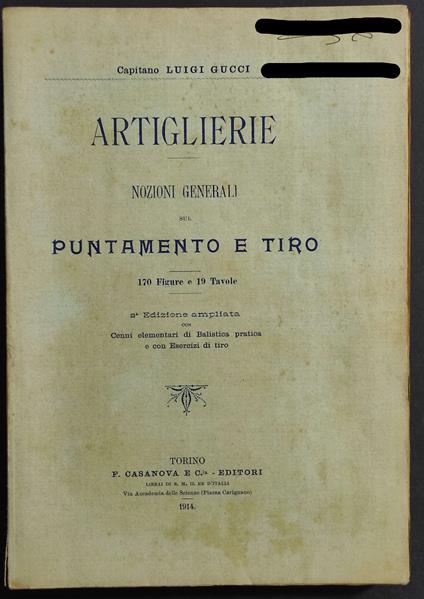 Capitano LUIGI GUCCI
ARTIGLIERIE
NOZIONI GENERALI
SUL
PUNTAMENTO E TIRO
170 Figure e 19 Tavole
2ª Edizione ampliata
CON
Cenni elementari di Balistica pratica
e con Esercizi di tiro
TORINO
F. CASANOVA E C.ia - EDITORI
LIBRAI DI S. M. IL RE D'ITALIA
Via Accademia delle Scienze (Piazza Carignano)
1914.